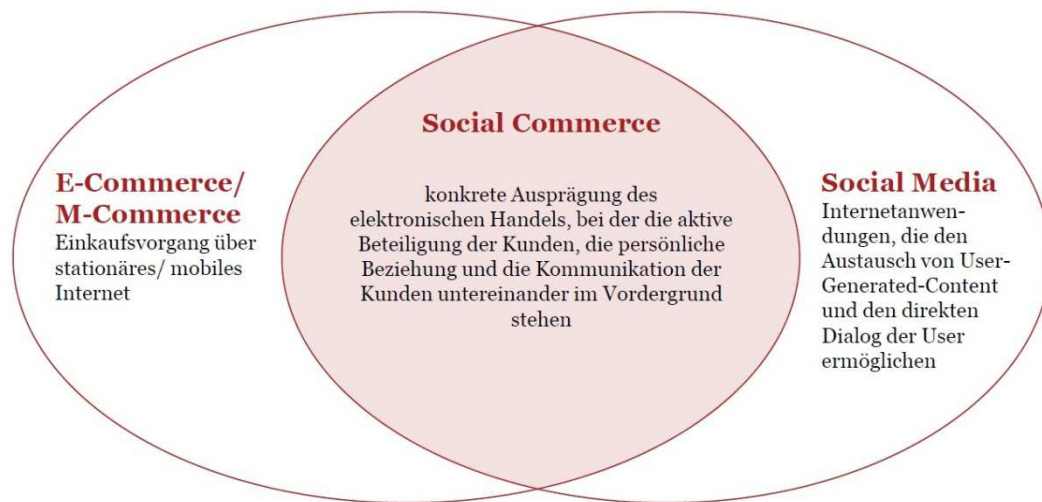 E-Commerce/
M-Commerce
Einkaufsvorgang über
stationäres/ mobiles
Internet
Social Commerce
konkrete Ausprägung des
elektronischen Handels, bei der die aktive
Beteiligung der Kunden, die persönliche
Beziehung und die Kommunikation der
Kunden untereinander im Vordergrund
stehen
Social Media
Internetanwen-
dungen, die den
Austausch von User-
Generated-Content
und den direkten
Dialog der User
ermöglichen